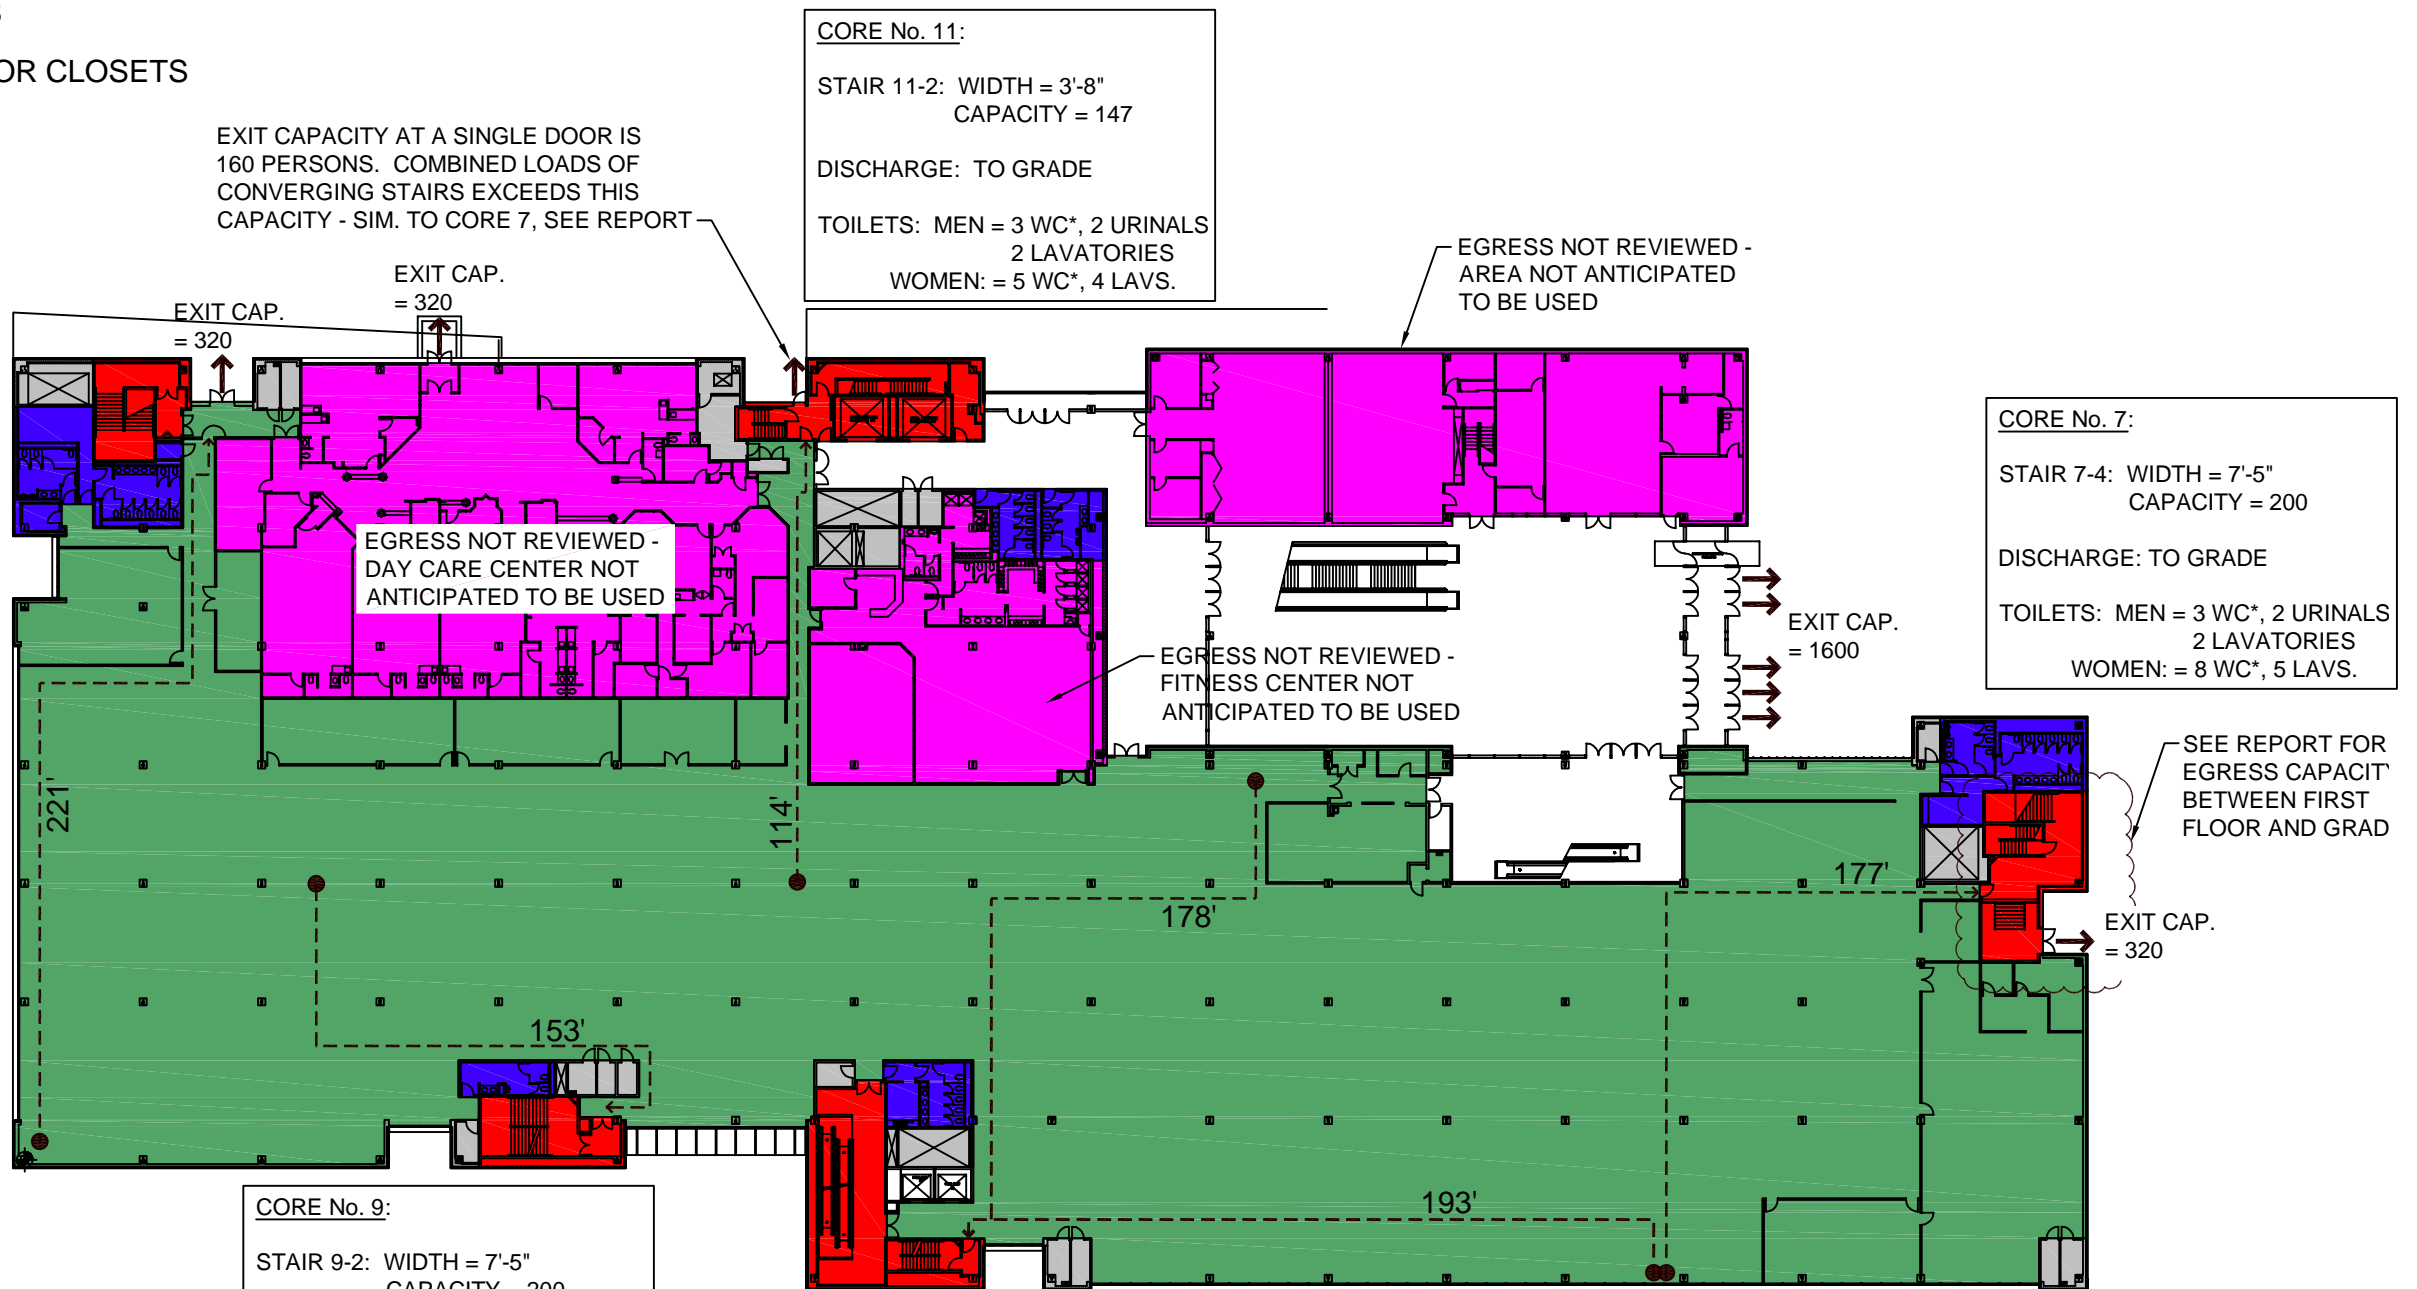 OR CLOSETS
CORE No. 11:
STAIR 11-2: WIDTH = 3'-8"
CAPACITY = 147
DISCHARGE: TO GRADE
TOILETS: MEN = 3 WC*, 2 URINALS
2 LAVATORIES
WOMEN: = 5 WC*, 4 LAVS.
EXIT CAPACITY AT A SINGLE DOOR IS
160 PERSONS. COMBINED LOADS OF
CONVERGING STAIRS EXCEEDS THIS
CAPACITY - SIM. TO CORE 7, SEE REPORT
EXIT CAP.
= 320
EXIT CAP.
= 320
EGRESS NOT REVIEWED -
AREA NOT ANTICIPATED
TO BE USED
CORE No. 7:
STAIR 7-4: WIDTH = 7'-5"
CAPACITY = 200
DISCHARGE: TO GRADE
TOILETS: MEN = 3 WC*, 2 URINALS
2 LAVATORIES
WOMEN: = 8 WC*, 5 LAVS.
EGRESS NOT REVIEWED -
DAY CARE CENTER NOT
ANTICIPATED TO BE USED
EXIT CAP.
= 1600
EGRESS NOT REVIEWED -
FITNESS CENTER NOT
ANTICIPATED TO BE USED
SEE REPORT FOR
EGRESS CAPACIT
BETWEEN FIRST
FLOOR AND GRAD
221'
114'
177'
178'
EXIT CAP.
= 320
153'
193'
CORE No. 9:
STAIR 9-2: WIDTH = 7'-5"
CAPACITY = 200